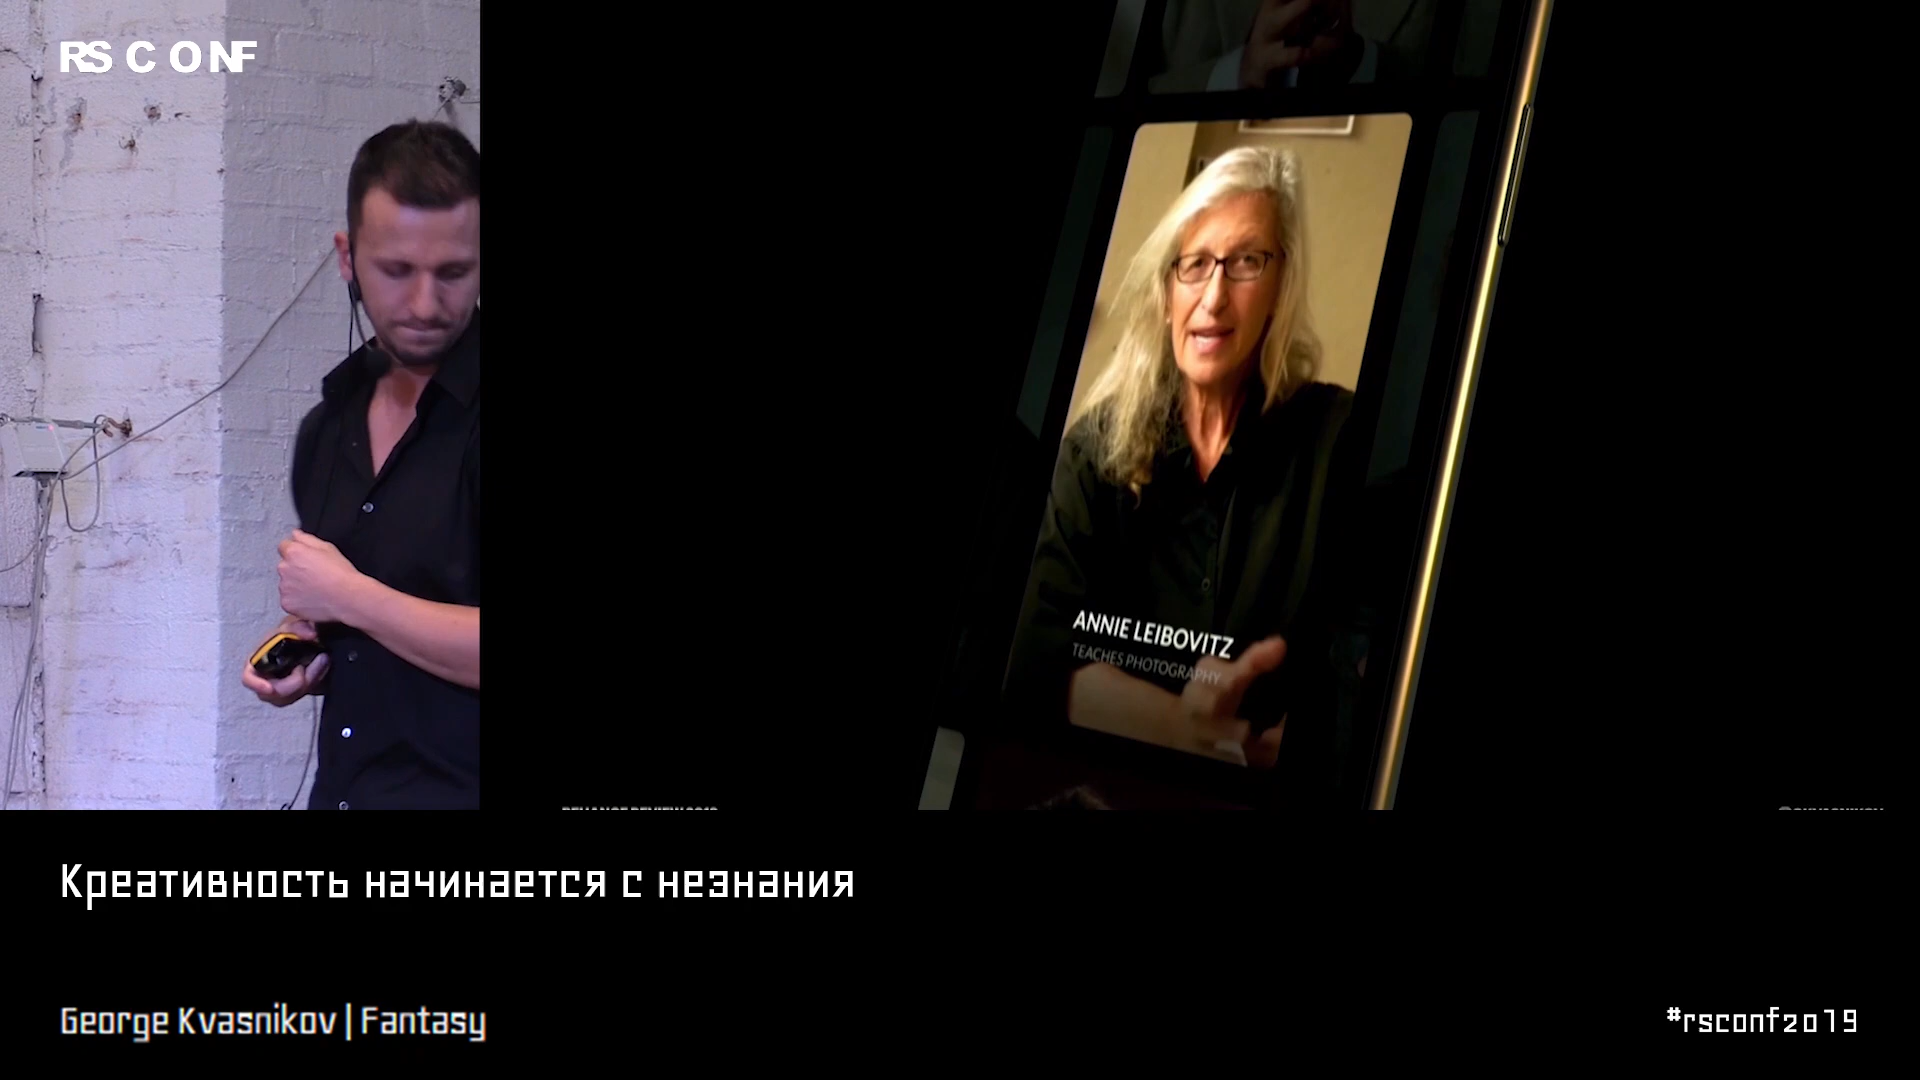 RS CONF
ANNIE LEIBOVITZ
TEACHES PHOTOGRAPHY
Креативность начинается с незнания
George Kvasnikov | Fantasy
#rsconf2019